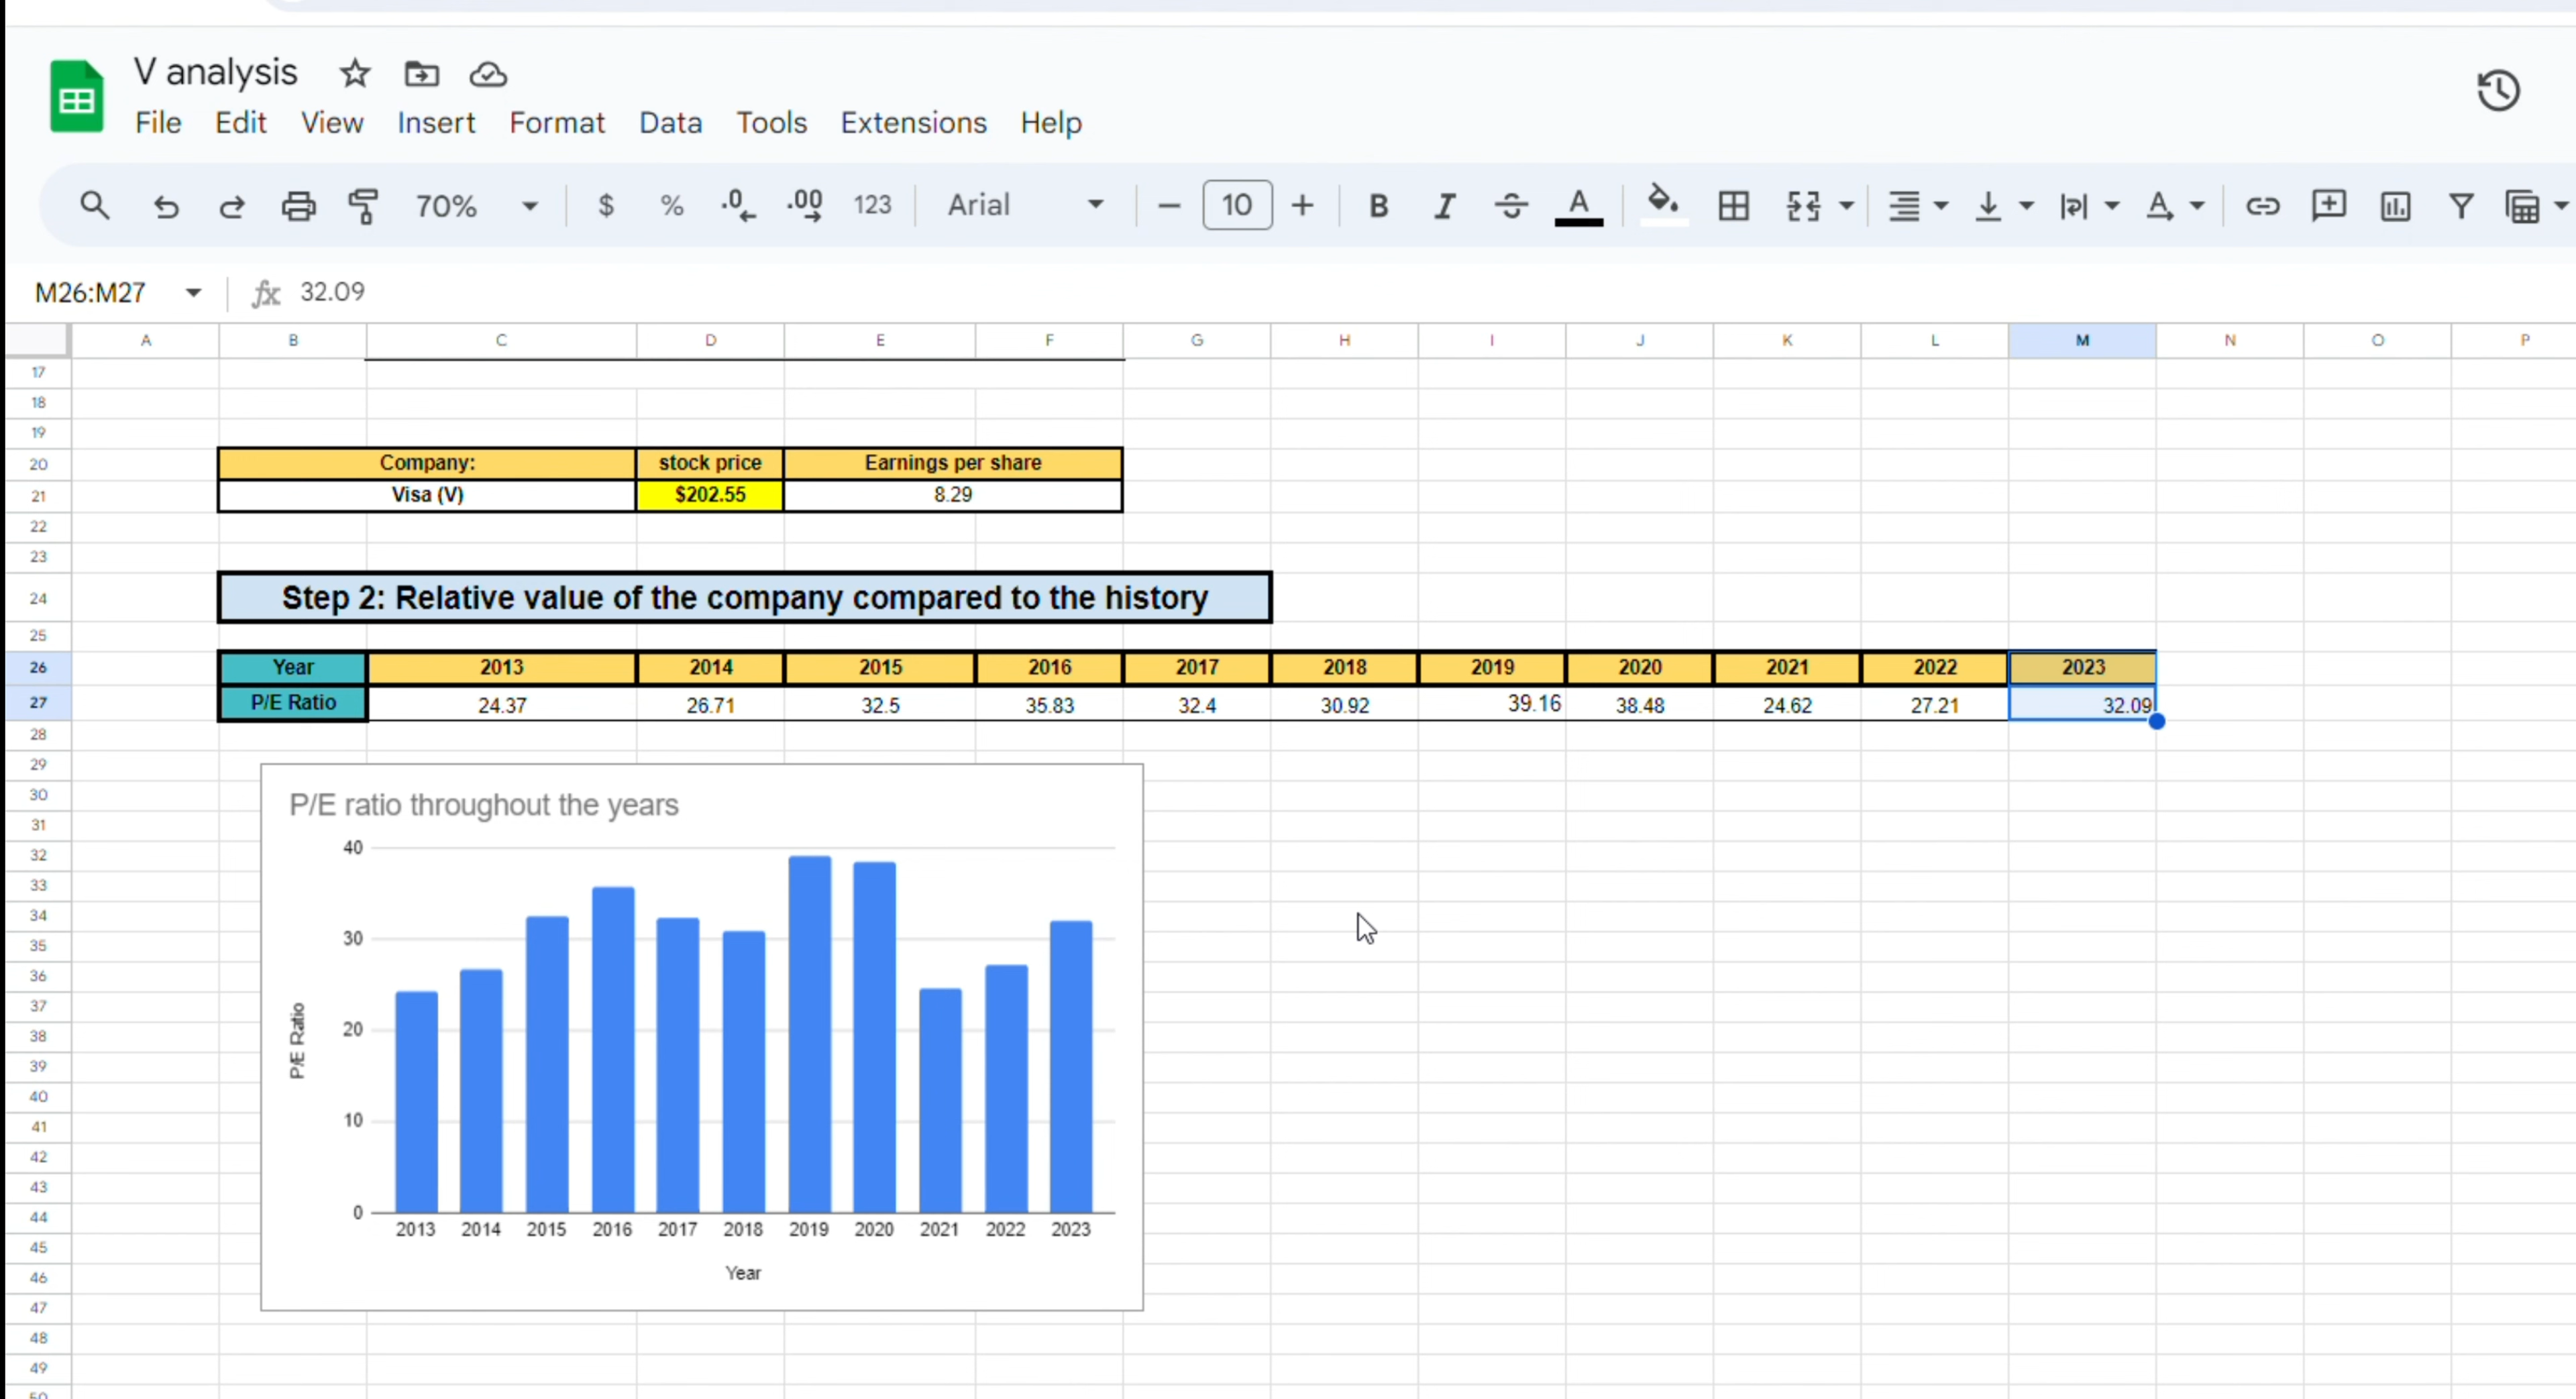 V analysis
File Edit View Insert Format Data Tools Extensions Help
70% $ % .0 .00 123 Arial 10 B I S A
M26:M27 fx 32.09
A B C D E F G H I J K L M N O P
17
18
19
20 Company: stock price Earnings per share
21 Visa (V) $202.55 8.29
22
23
24 Step 2: Relative value of the company compared to the history
25
26 Year 2013 2014 2015 2016 2017 2018 2019 2020 2021 2022 2023
27 P/E Ratio 24.37 26.71 32.5 35.83 32.4 30.92 39.16 38.48 24.62 27.21 32.09
28
29
30 P/E ratio throughout the years
31
32 40
33
34
35 30
36
37
38 20
39 P/E Ratio
40
41 10
42
43
44 0
45 2013 2014 2015 2016 2017 2018 2019 2020 2021 2022 2023
46 Year
47
48
49
50